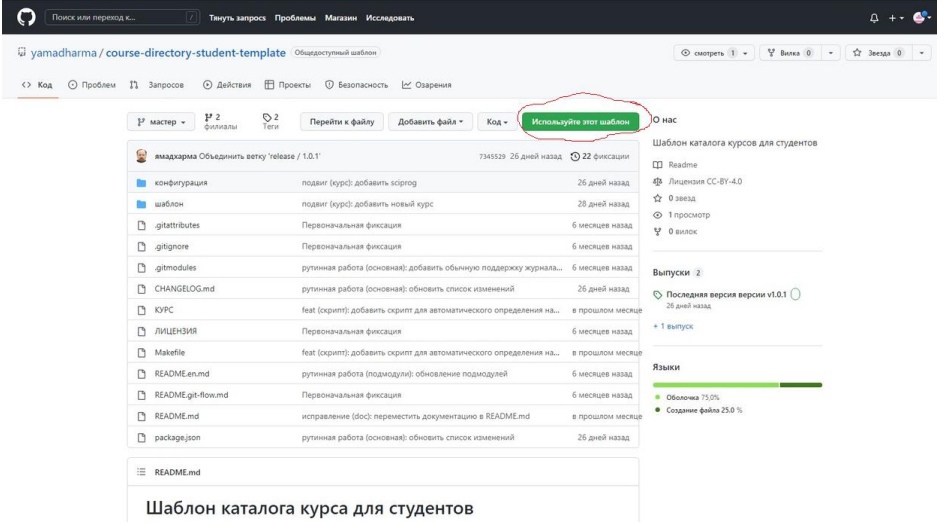 Поиск или переход к... /
Тянуть запрос Проблемы Магазин Исследовать
yamadharma / course-directory-student-template Общедоступный шаблон
смотреть 1 Вилка 0 Звезда 0
Код Проблем Запросов Действия Проекты Безопасность Озарения
мастер 2 филиалы 2 Теги Перейти к файлу Добавить файл Код Используйте этот шаблон
ямадхарма Объединить ветку 'release / 1.0.1' 7345529 26 дней назад 22 фиксации
конфигурация подвиг (курс): добавить sciprog 26 дней назад
шаблон подвиг (курс): добавить новый курс 28 дней назад
.gitattributes Первоначальная фиксация 6 месяцев назад
.gitignore Первоначальная фиксация 6 месяцев назад
.gitmodules рутинная работа (основная): добавить обычную поддержку журнала... 6 месяцев назад
CHANGELOG.md рутинная работа (основная): обновить список изменений 26 дней назад
КУРС feat (скрипт): добавить скрипт для автоматического определения на... в прошлом месяце
ЛИЦЕНЗИЯ Первоначальная фиксация 6 месяцев назад
Makefile feat (скрипт): добавить скрипт для автоматического определения на... в прошлом месяце
README.en.md рутинная работа (подмодули): обновление подмодулей 6 месяцев назад
README.git-flow.md Первоначальная фиксация 6 месяцев назад
README.md исправление (doc): переместить документацию в README.md в прошлом месяце
package.json рутинная работа (основная): обновить список изменений 26 дней назад
README.md
Шаблон каталога курса для студентов
О нас
Шаблон каталога курсов для студентов
Readme
Лицензия CC-BY-4.0
0 звезд
1 просмотр
0 вилок
Выпуски 2
Последняя версия версии v1.0.1
26 дней назад
+ 1 выпуск
Языки
Оболочка 75,0%
Создание файла 25.0 %